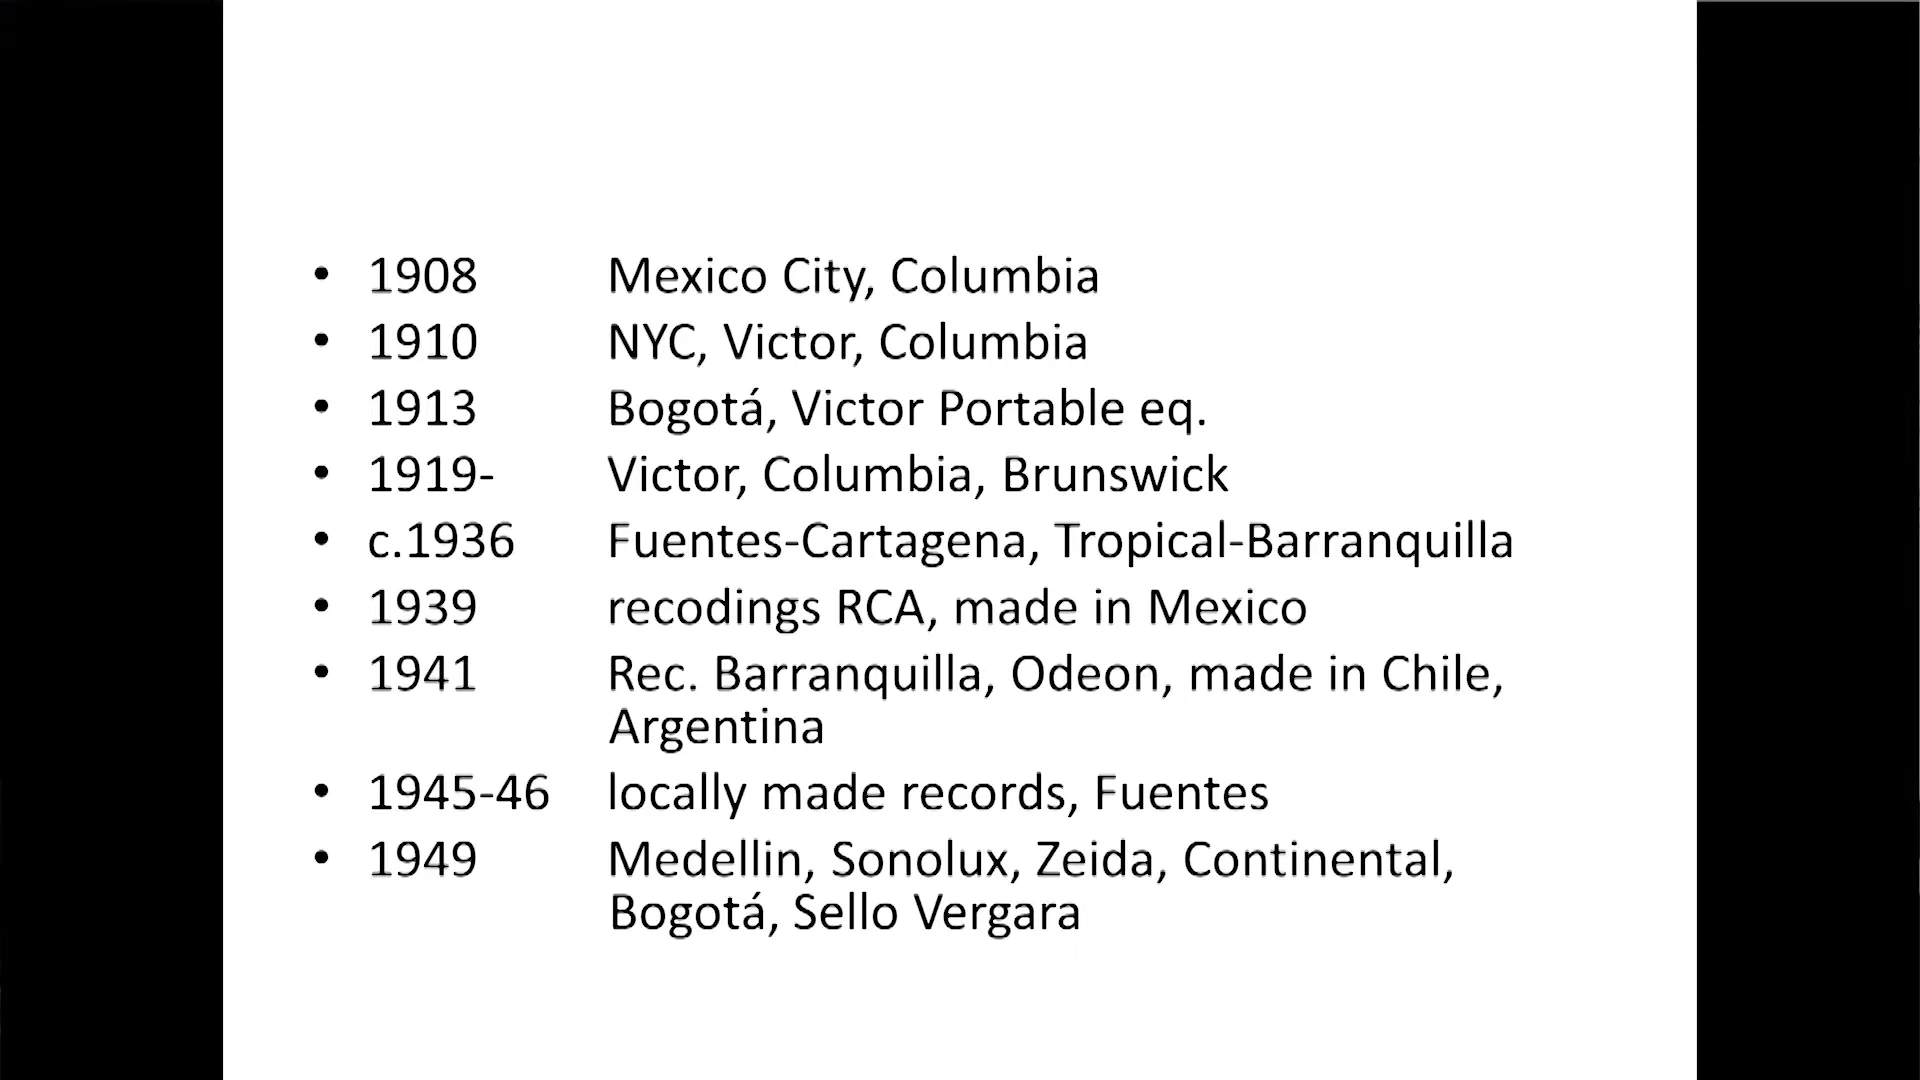 • 1908 Mexico City, Columbia
• 1910 NYC, Victor, Columbia
• 1913 Bogotá, Victor Portable eq.
• 1919- Victor, Columbia, Brunswick
• c.1936 Fuentes-Cartagena, Tropical-Barranquilla
• 1939 recodings RCA, made in Mexico
• 1941 Rec. Barranquilla, Odeon, made in Chile,
Argentina
• 1945-46 locally made records, Fuentes
• 1949 Medellin, Sonolux, Zeida, Continental,
Bogotá, Sello Vergara